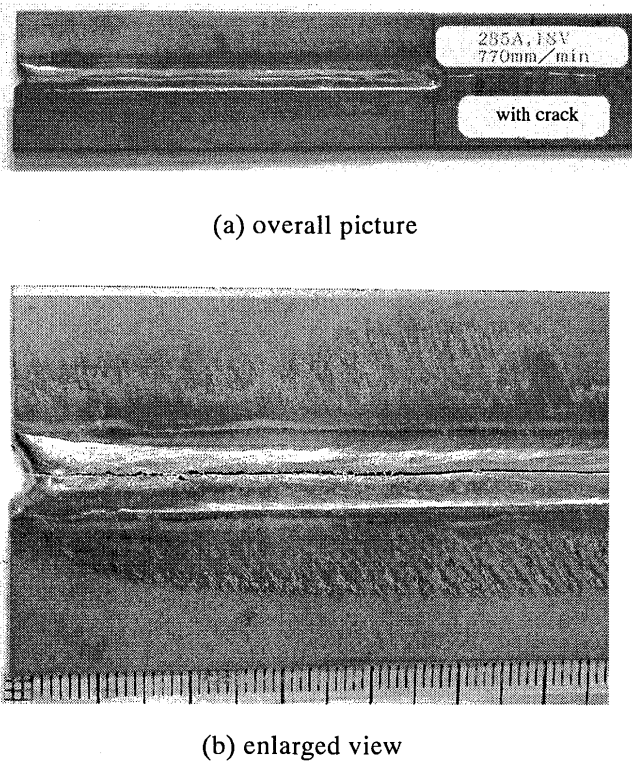 285A,18V
770mm/min
with crack
(a) overall picture
(b) enlarged view